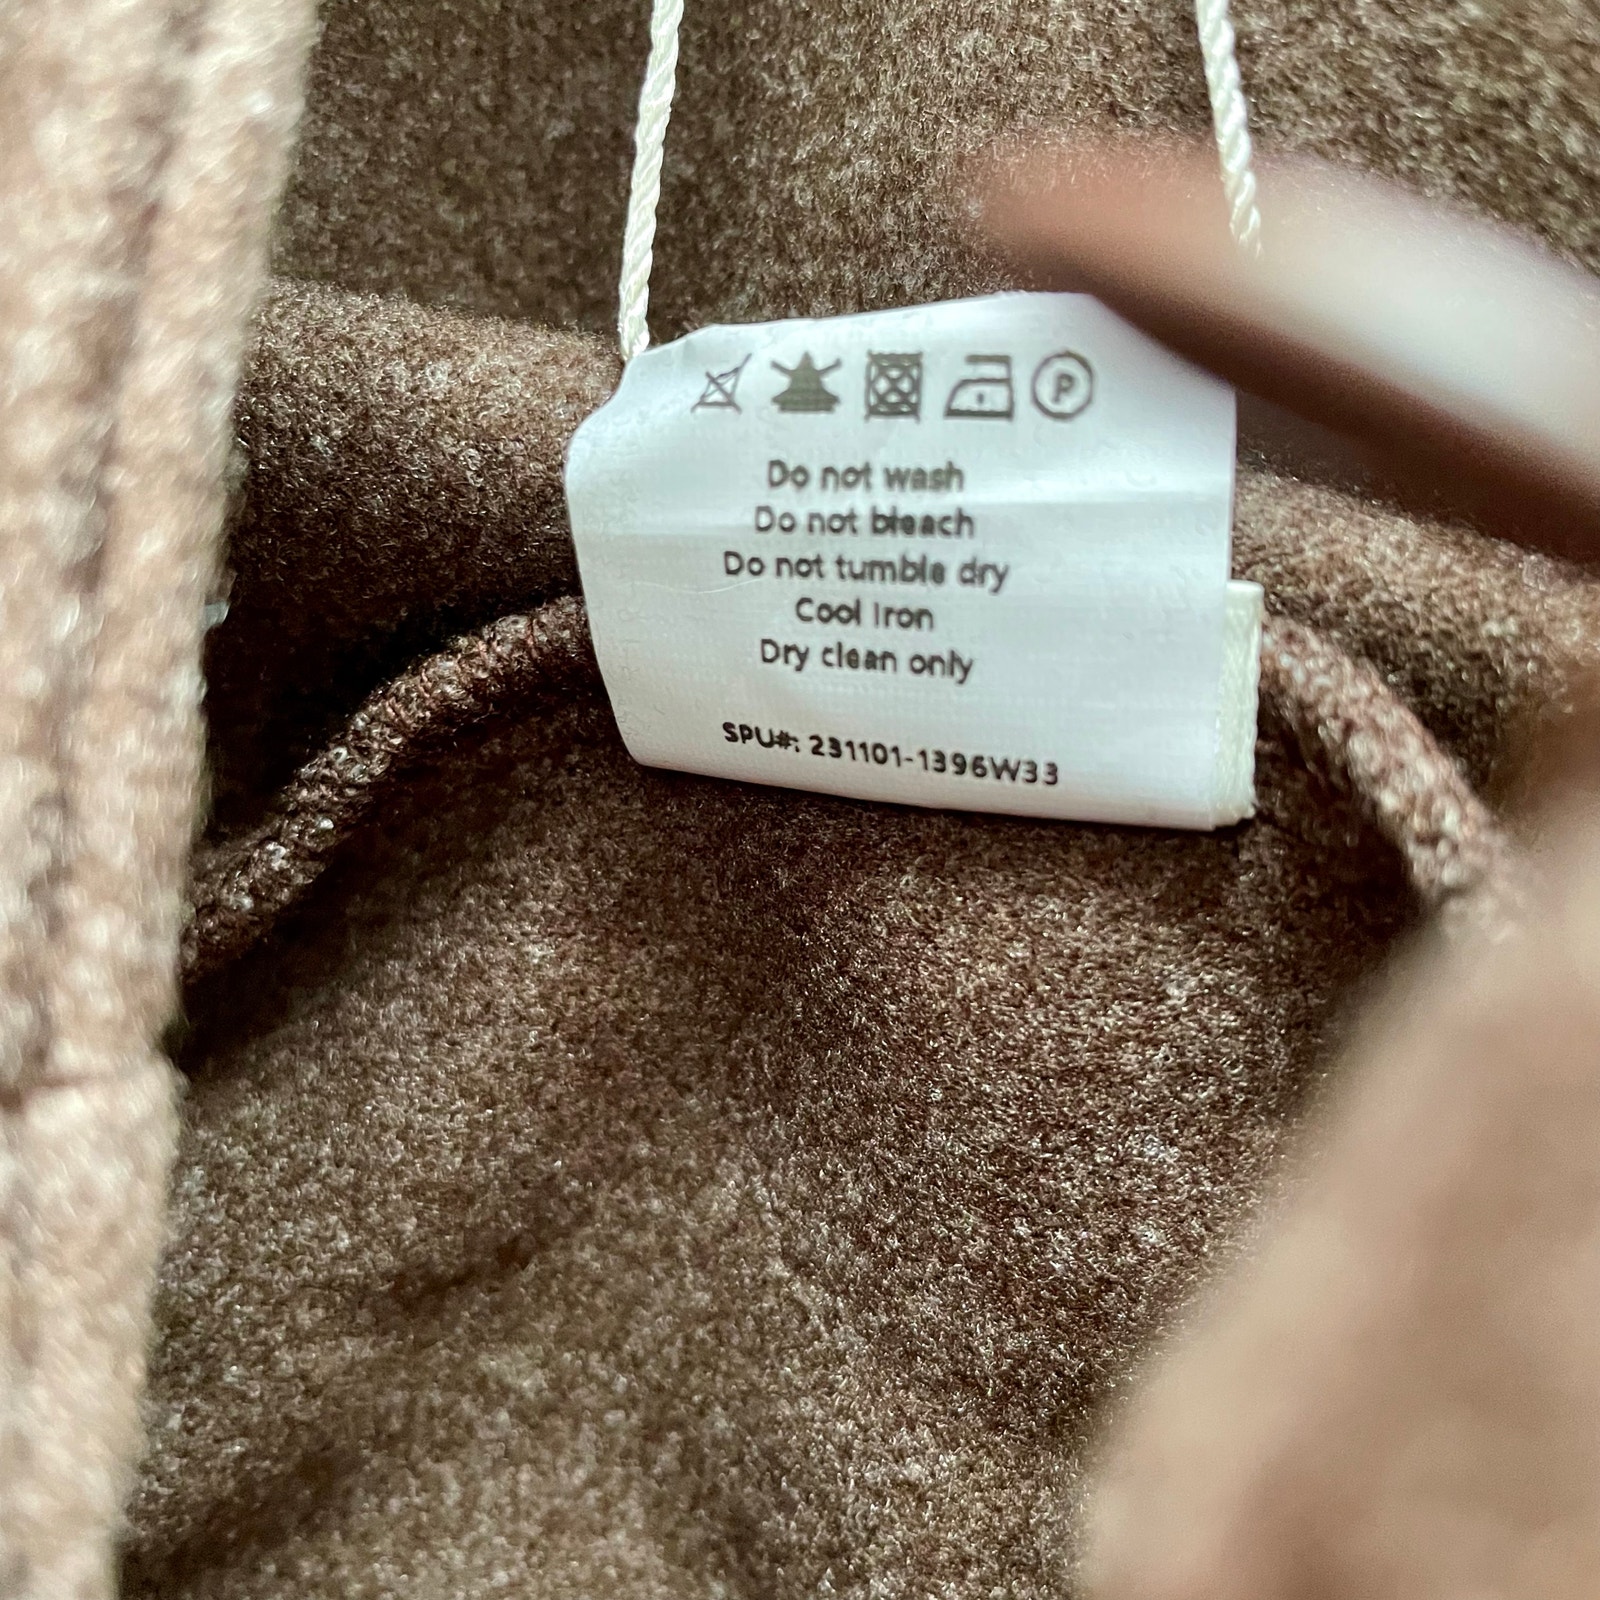 P
Do not wash
Do not bleach
Do not tumble dry
Cool Iron
Dry clean only
SPU#: 231101-1396W33